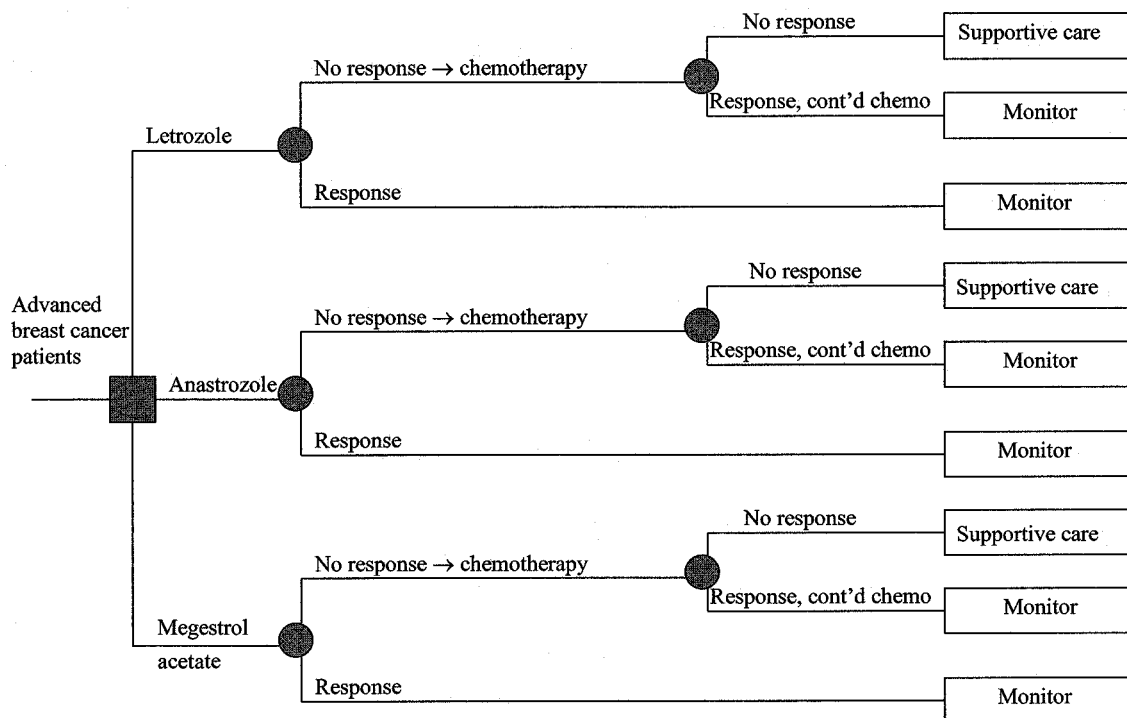 No response
Supportive care
No response → chemotherapy
Response, cont'd chemo
Monitor
Letrozole
Response
Monitor
No response
Supportive care
Advanced
breast cancer
patients
No response → chemotherapy
Response, cont'd chemo
Monitor
Anastrozole
Response
Monitor
No response
Supportive care
No response → chemotherapy
Response, cont'd chemo
Monitor
Megestrol
acetate
Response
Monitor